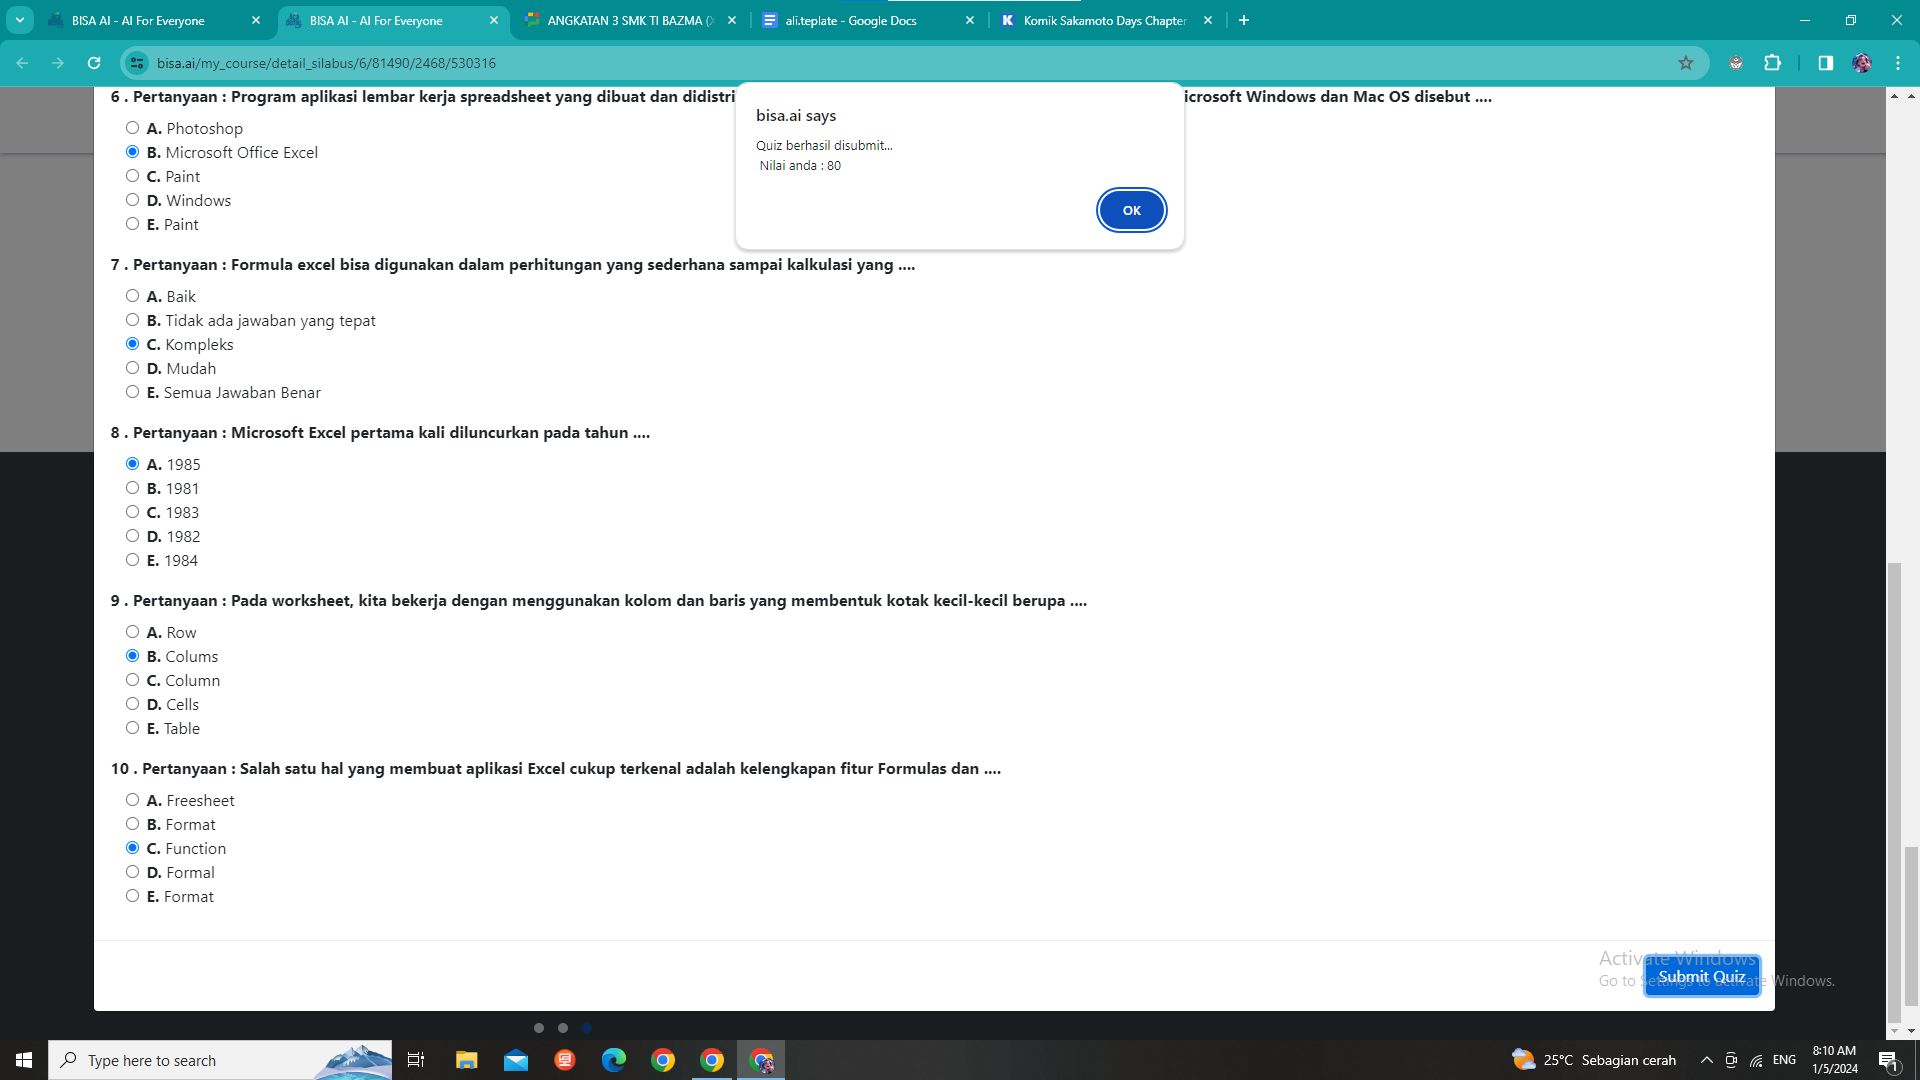 BISA AI - AI For Everyone
BISA AI - AI For Everyone
ANGKATAN 3 SMK TI BAZMA (
ali.teplate - Google Docs
Komik Sakamoto Days Chapter
bisa.ai/my_course/detail_silabus/6/81490/2468/530316
bisa.ai says
Quiz berhasil disubmit...
Nilai anda : 80
OK
6 . Pertanyaan : Program aplikasi lembar kerja spreadsheet yang dibuat dan didistri
icrosoft Windows dan Mac OS disebut ....
A. Photoshop
B. Microsoft Office Excel
C. Paint
D. Windows
E. Paint
7 . Pertanyaan : Formula excel bisa digunakan dalam perhitungan yang sederhana sampai kalkulasi yang ....
A. Baik
B. Tidak ada jawaban yang tepat
C. Kompleks
D. Mudah
E. Semua Jawaban Benar
8 . Pertanyaan : Microsoft Excel pertama kali diluncurkan pada tahun ....
A. 1985
B. 1981
C. 1983
D. 1982
E. 1984
9 . Pertanyaan : Pada worksheet, kita bekerja dengan menggunakan kolom dan baris yang membentuk kotak kecil-kecil berupa ....
A. Row
B. Colums
C. Column
D. Cells
E. Table
10 . Pertanyaan : Salah satu hal yang membuat aplikasi Excel cukup terkenal adalah kelengkapan fitur Formulas dan ....
A. Freesheet
B. Format
C. Function
D. Formal
E. Format
Activate Windows
Go to Settings to activate Windows.
Submit Quiz
Type here to search
25°C Sebagian cerah
ENG
8:10 AM
1/5/2024
1